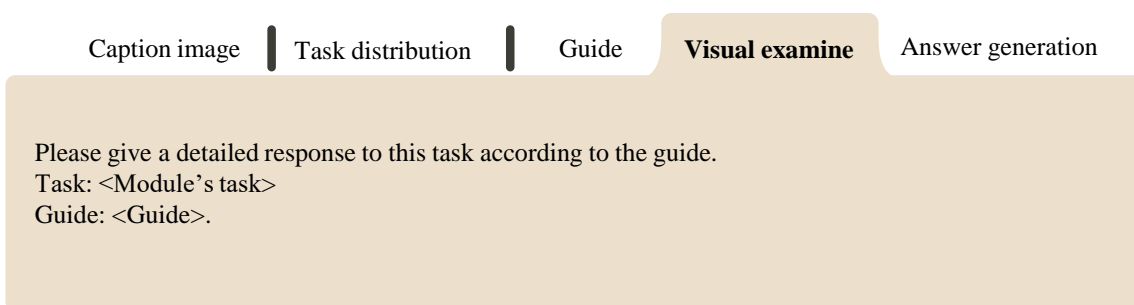 Caption image Task distribution Guide Visual examine Answer generation
Please give a detailed response to this task according to the guide.
Task: <Module’s task>
Guide: <Guide>.